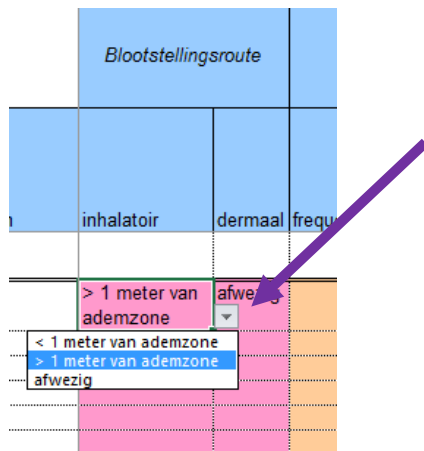 Blootstellingsroute
inhalatoir
dermaal
> 1 meter van
ademzone
< 1 meter van ademzone
> 1 meter van ademzone
afwezig